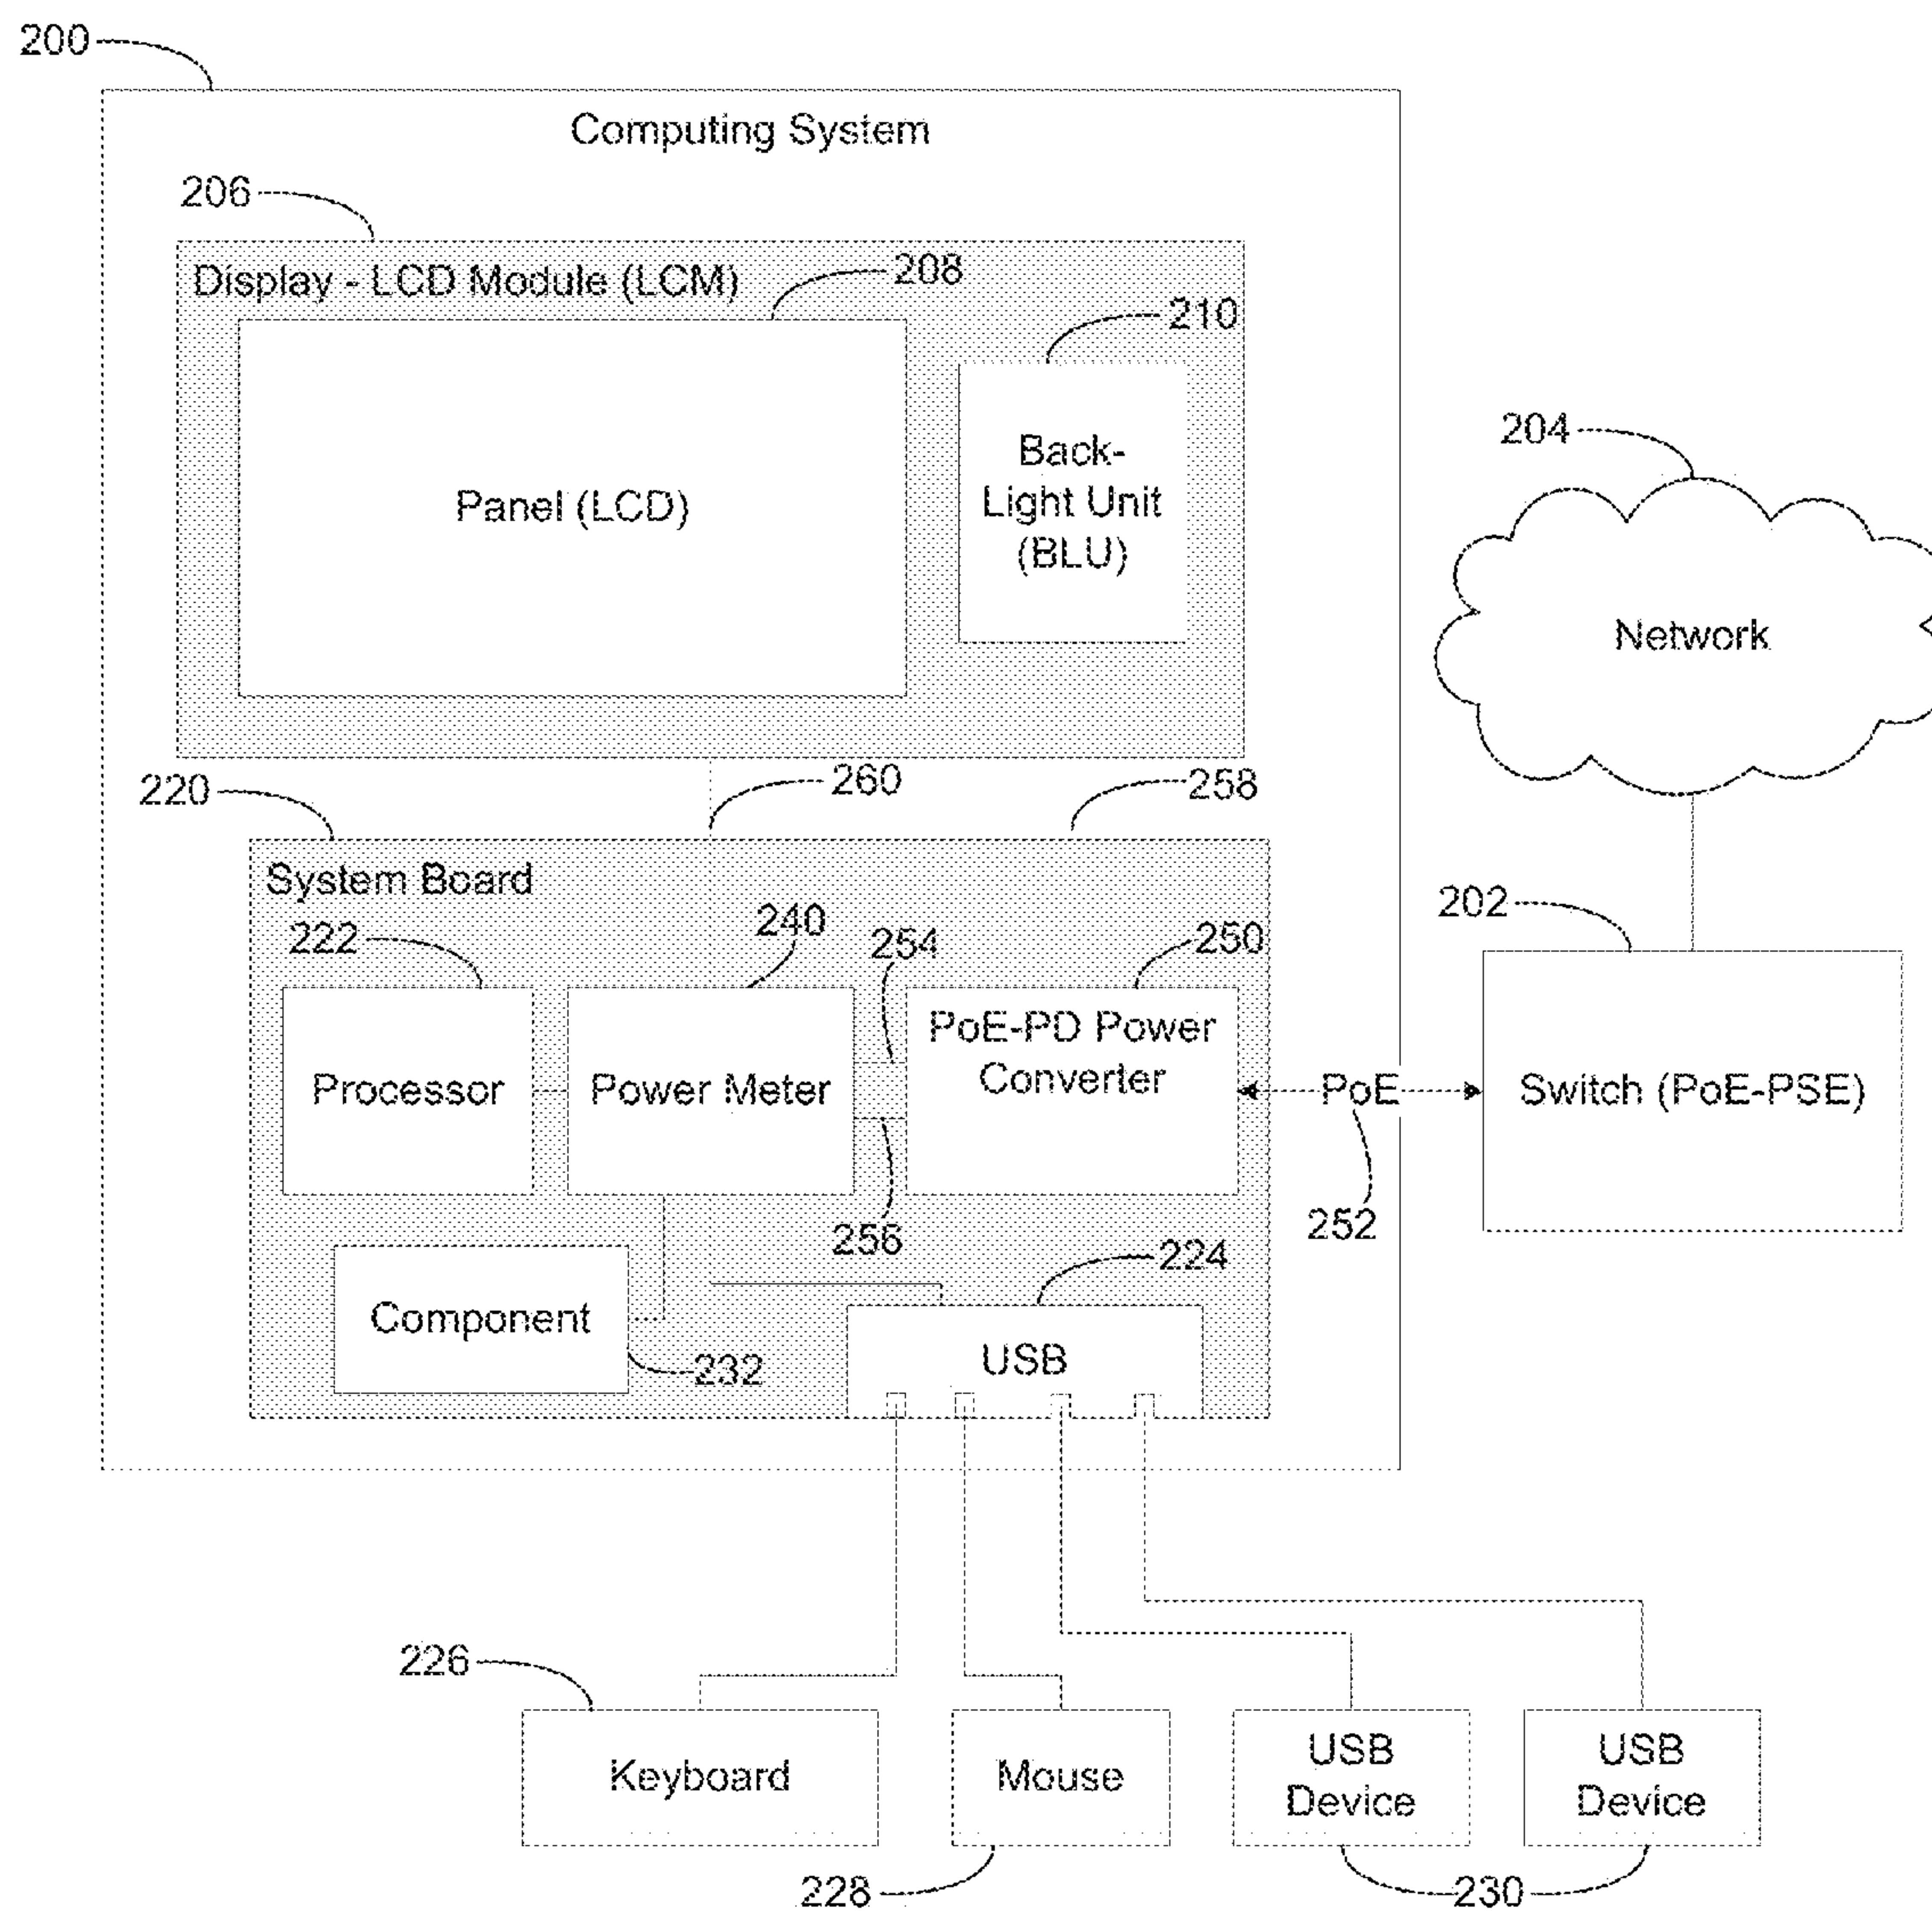 200
Computing System
206
Display - LCD Module (LCM)
208
210
Panel (LCD)
Back-
Light Unit
(BLU)
204
Network
220
260
258
System Board
222
240
254
250
202
Processor
Power Meter
PoE-PD Power
Converter
PoE
Switch (PoE-PSE)
256
252
224
Component
232
USB
226
Keyboard
Mouse
USB
Device
USB
Device
228
230